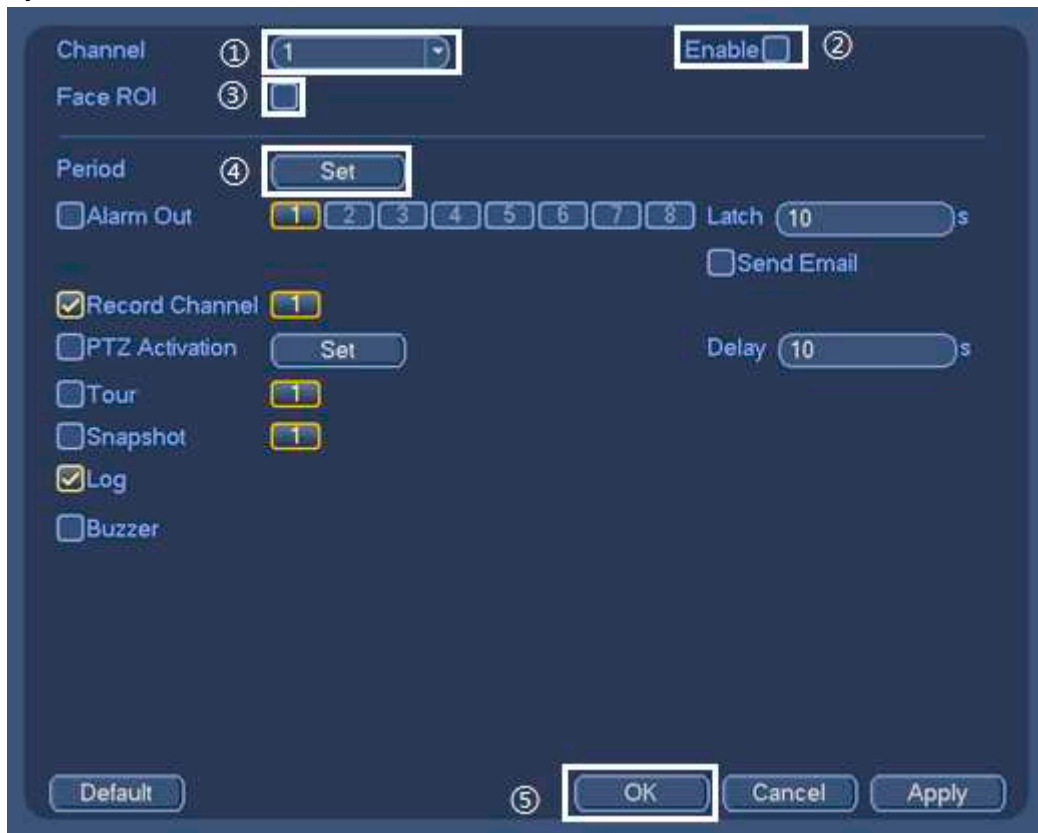 Channel ① 1 Enable ②
Face ROI ③
Period ④ Set
Alarm Out 1 2 3 4 5 6 7 8 Latch 10 s
Send Email
Record Channel 1
PTZ Activation Set Delay 10 s
Tour 1
Snapshot 1
Log
Buzzer
Default ⑤ OK Cancel Apply